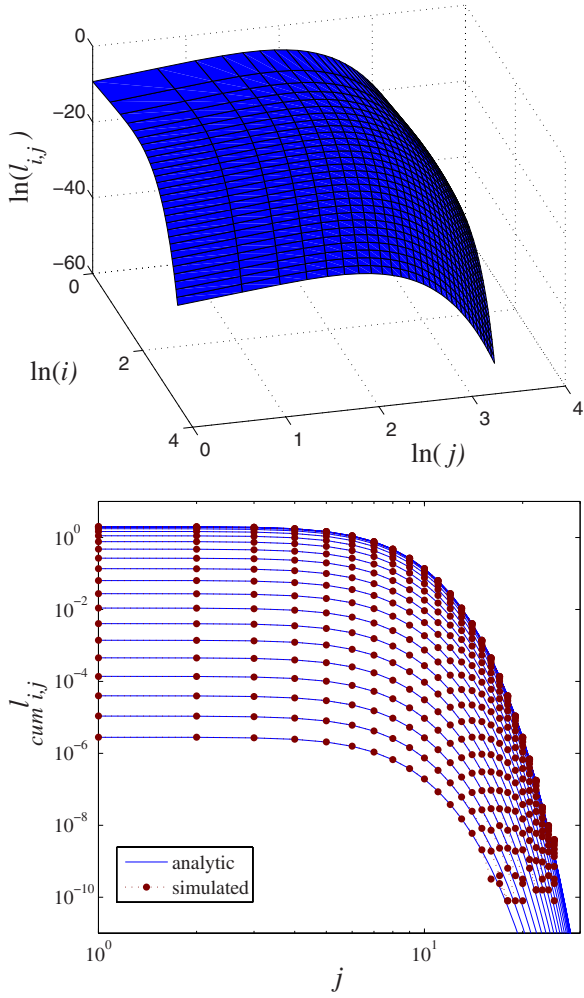 0
−20
−40
−60
ln(l_{i,j})
0
2
4
ln(i)
0
1
2
3
4
ln(j)
10^0
10^{−2}
10^{−4}
10^{−6}
10^{−8}
10^{−10}
l_{cum i,j}
analytic
simulated
10^0
10^1
j